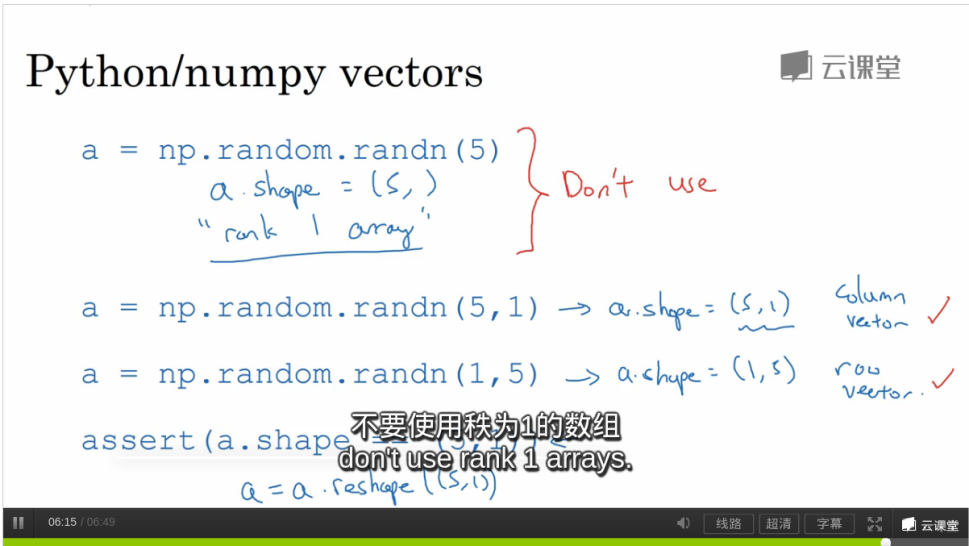 Python/numpy vectors
云课堂
a = np.random.randn(5)
a.shape = (5, )
"rank 1 array"
Don't use
a = np.random.randn(5,1) → a.shape = (5,1) column vector ✓
a = np.random.randn(1,5) → a.shape = (1,5) row vector. ✓
assert(a.shape
不要使用秩为1的数组
don't use rank 1 arrays.
a = a.reshape((5,1))
06:15 / 06:49
线路 超清 字幕 云课堂